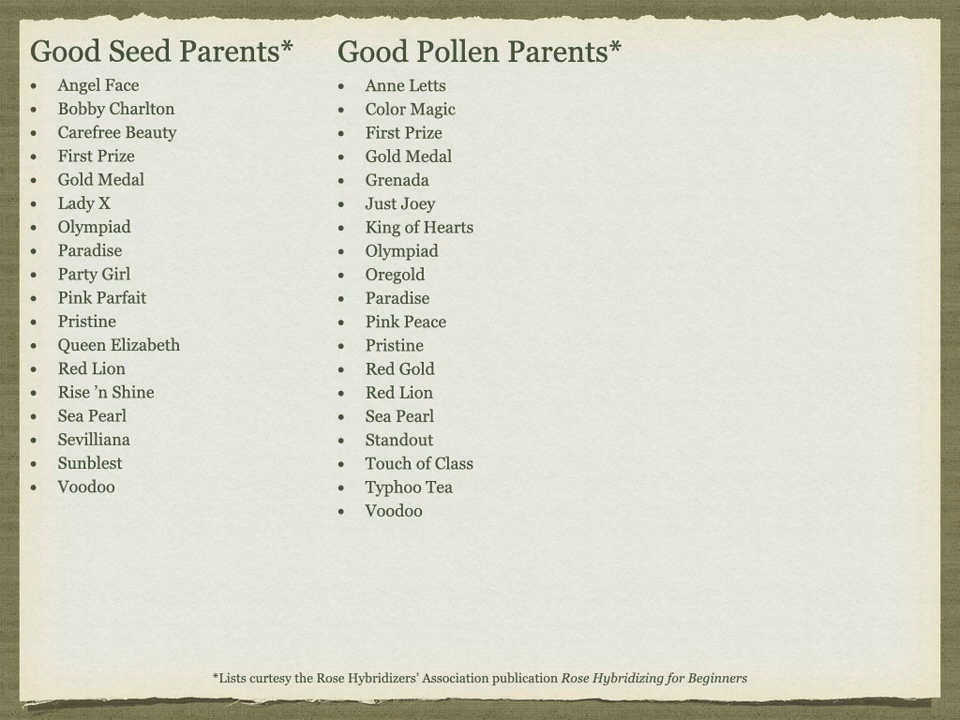 Good Seed Parents*
• Angel Face
• Bobby Charlton
• Carefree Beauty
• First Prize
• Gold Medal
• Lady X
• Olympiad
• Paradise
• Party Girl
• Pink Parfait
• Pristine
• Queen Elizabeth
• Red Lion
• Rise ’n Shine
• Sea Pearl
• Sevilliana
• Sunblest
• Voodoo
Good Pollen Parents*
• Anne Letts
• Color Magic
• First Prize
• Gold Medal
• Grenada
• Just Joey
• King of Hearts
• Olympiad
• Oregold
• Paradise
• Pink Peace
• Pristine
• Red Gold
• Red Lion
• Sea Pearl
• Standout
• Touch of Class
• Typhoo Tea
• Voodoo
*Lists curtesy the Rose Hybridizers’ Association publication Rose Hybridizing for Beginners